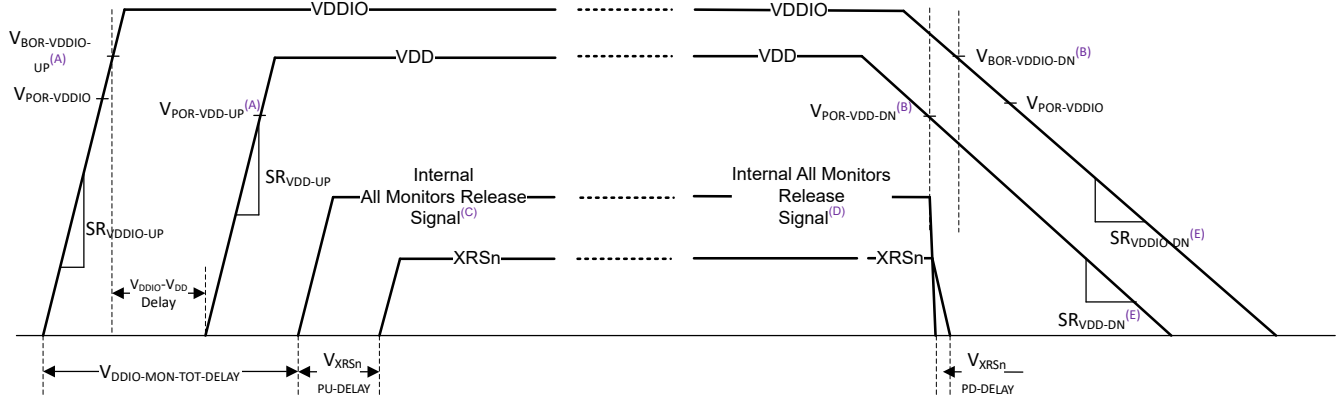 VDDIO
VDDIO
VBOR-VDDIO-
UP(A)
VBOR-VDDIO-DN(B)
VDD
VDD
VPOR-VDDIO
VPOR-VDD-UP(A)
VPOR-VDD-DN(B)
VPOR-VDDIO
Internal
All Monitors Release
Signal(C)
Internal All Monitors
Release
Signal(D)
SRVDD-UP
SRVDDIO-UP
SRVDDIO-DN(E)
XRSn
XRSn
VDDIO-VDD
Delay
SRVDD-DN(E)
VDDIO-MON-TOT-DELAY
VXRSn
PU-DELAY
VXRSn
PD-DELAY